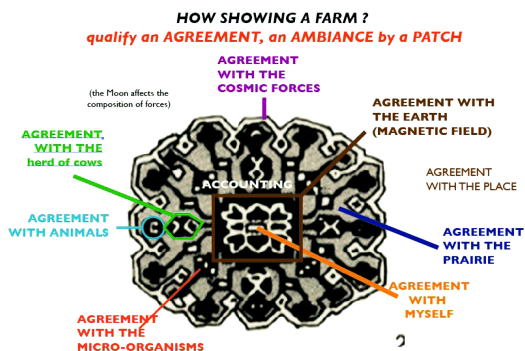 HOW SHOWING A FARM ?
qualify an AGREEMENT, an AMBIANCE by a PATCH
AGREEMENT
WITH THE
COSMIC FORCES
(the Moon affects the
composition of forces)
AGREEMENT WITH
THE EARTH
(MAGNETIC FIELD)
AGREEMENT,
WITH THE
herd of cows
ACCOUNTING
AGREEMENT
WITH THE PLACE
AGREEMENT
WITH ANIMALS
AGREEMENT
WITH THE
PRAIRIE
AGREEMENT
WITH
MYSELF
AGREEMENT
WITH THE
MICRO-ORGANISMS
?